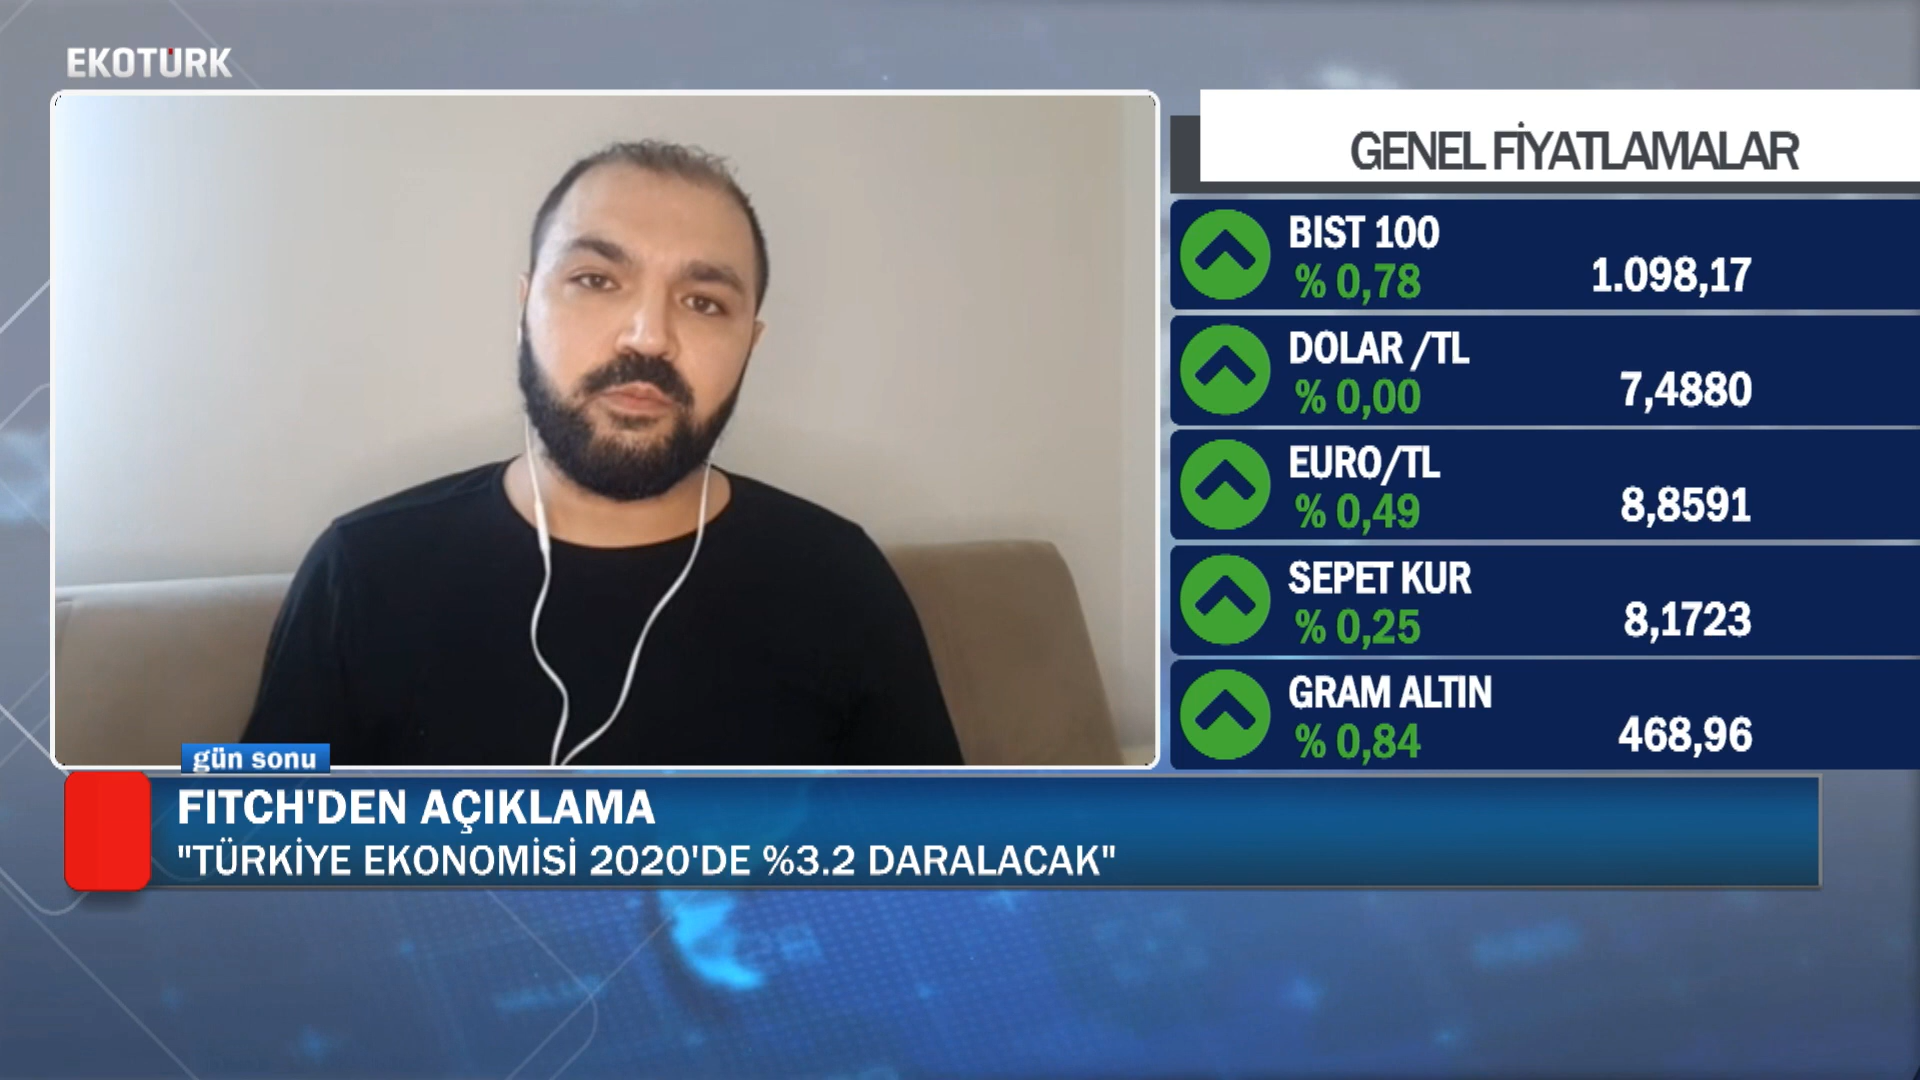 EKOTÜRK
GENEL FİYATLAMALAR
BIST 100
% 0,78
1.098,17
DOLAR /TL
% 0,00
7,4880
EURO/TL
% 0,49
8,8591
SEPET KUR
% 0,25
8,1723
GRAM ALTIN
% 0,84
468,96
gün sonu
FITCH'DEN AÇIKLAMA
"TÜRKİYE EKONOMİSİ 2020'DE %3.2 DARALACAK"